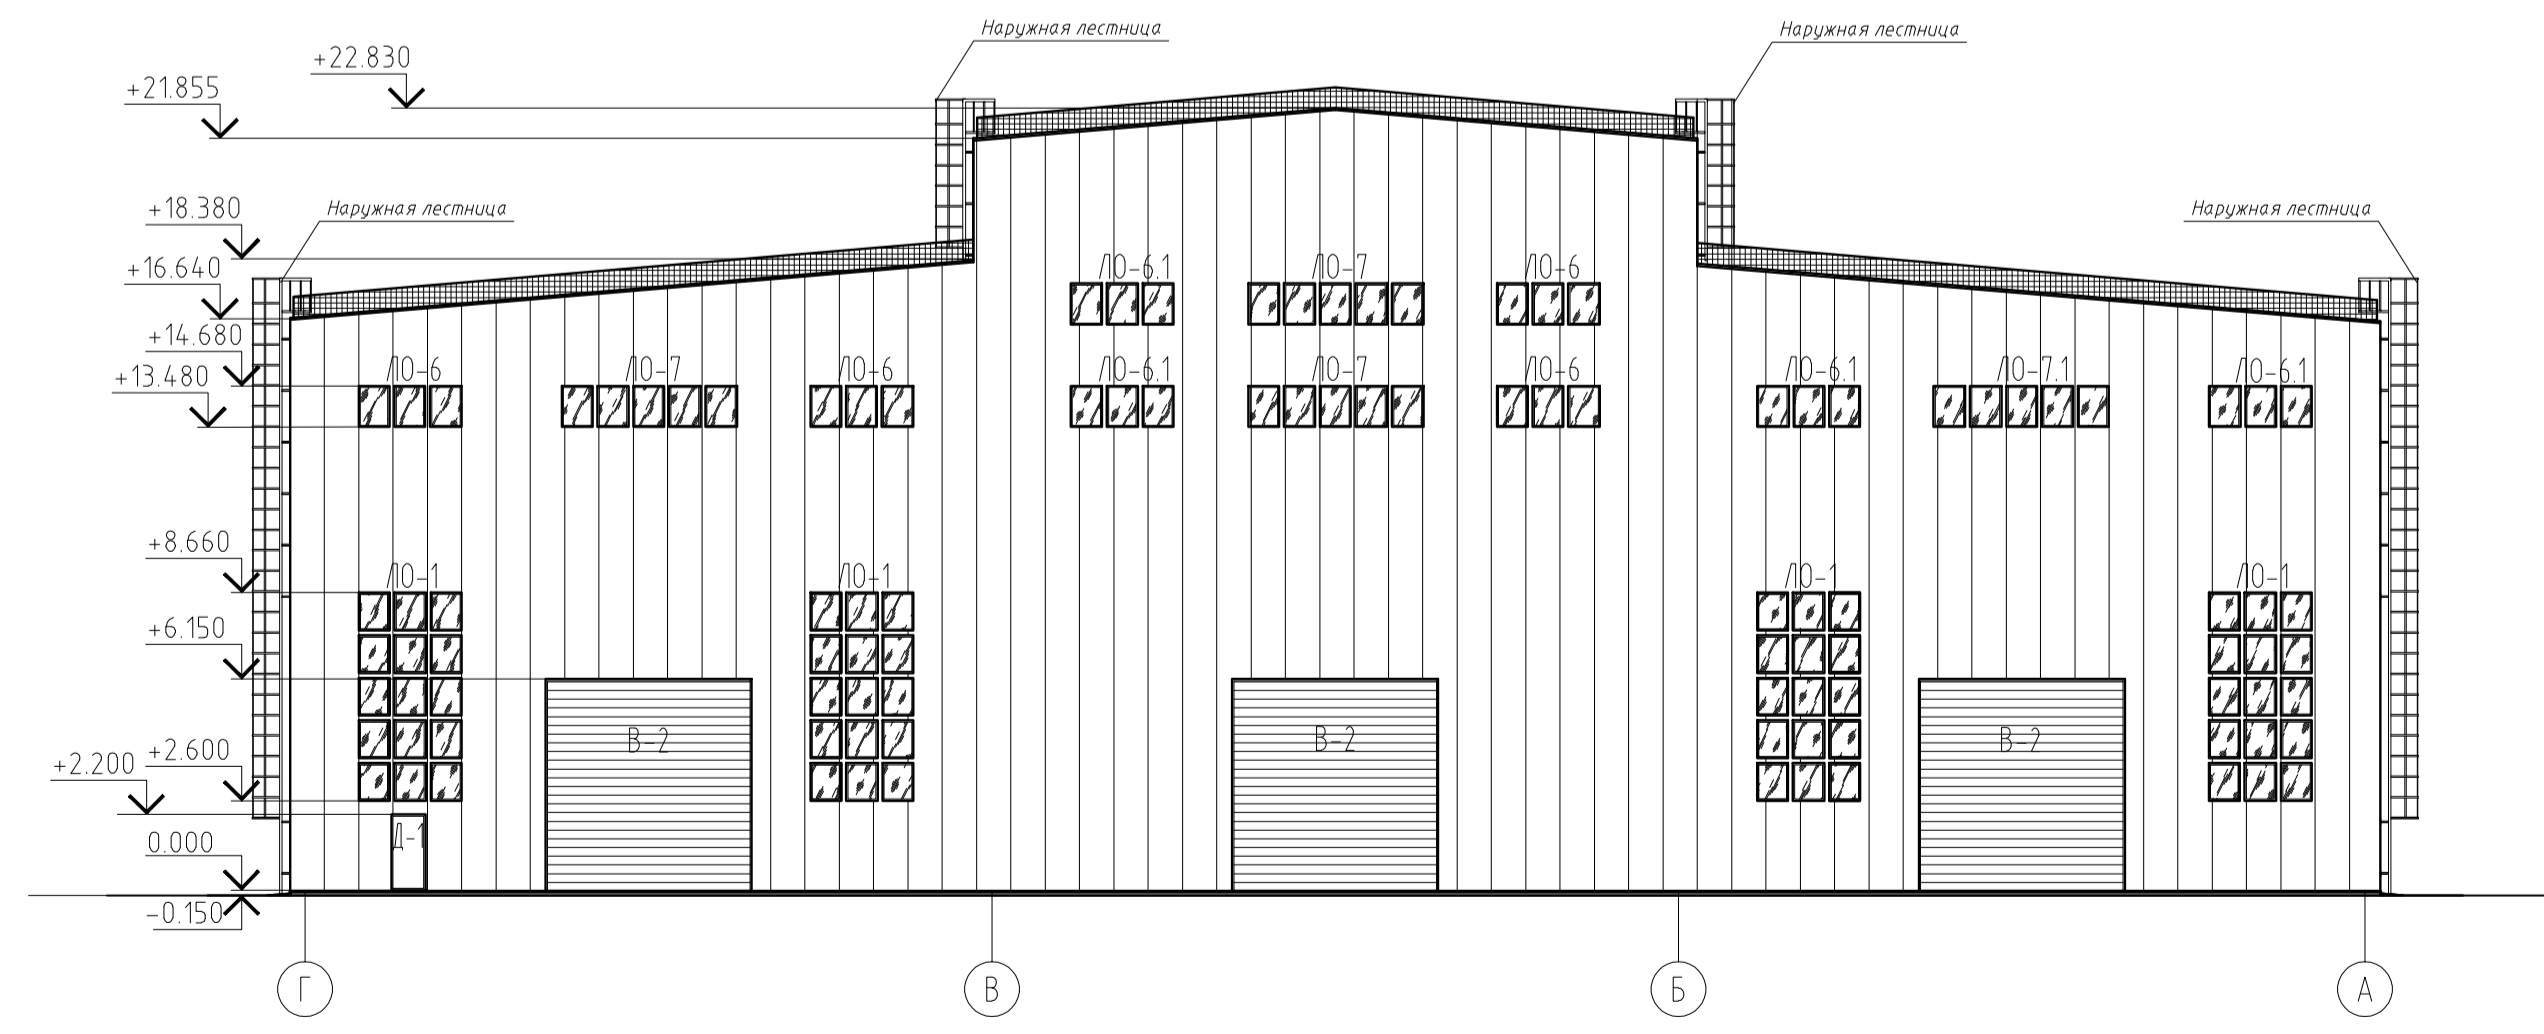 Наружная лестница
Наружная лестница
+22.830
+21.855
+18.380
Наружная лестница
Наружная лестница
+16.640
ЛО-6.1
ЛО-7
ЛО-6
+14.680
+13.480
ЛО-6
ЛО-7
ЛО-6
ЛО-6.1
ЛО-7
ЛО-6
ЛО-6.1
ЛО-7.1
ЛО-6.1
+8.660
ЛО-1
ЛО-1
ЛО-1
ЛО-1
+6.150
В-2
В-2
В-2
+2.600
+2.200
Д-1
0.000
-0.150
Г
В
Б
А